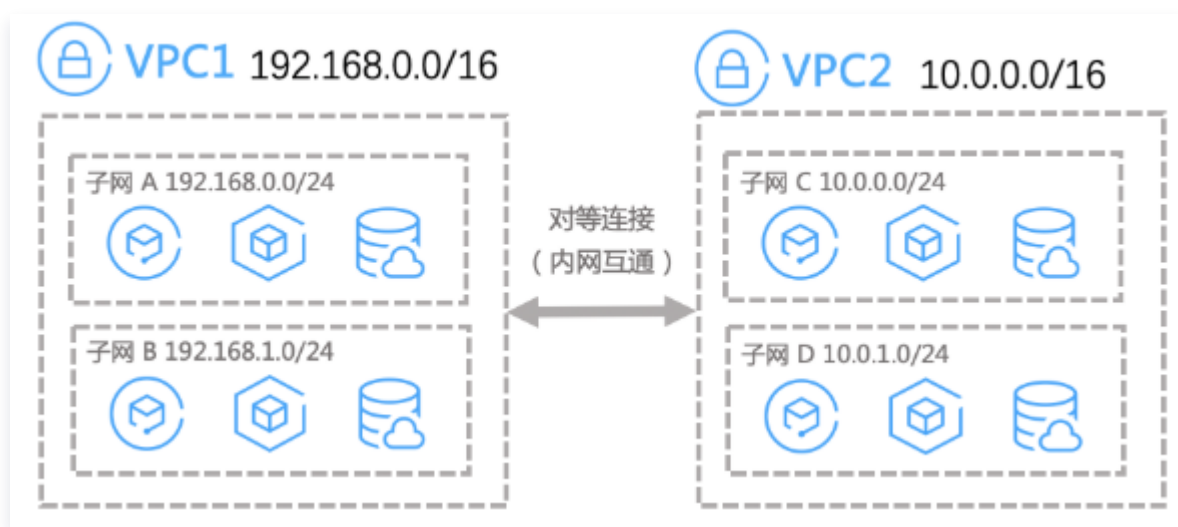 VPC1 192.168.0.0/16
子网 A 192.168.0.0/24
子网 B 192.168.1.0/24
对等连接
（内网互通）
VPC2 10.0.0.0/16
子网 C 10.0.0.0/24
子网 D 10.0.1.0/24